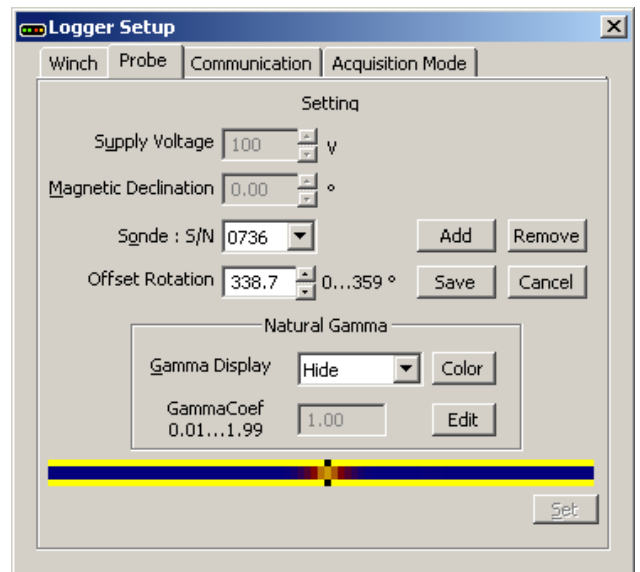 Logger Setup
Winch Probe Communication Acquisition Mode
Setting
Supply Voltage 100 V
Magnetic Declination 0.00 °
Sonde : S/N 0736 Add Remove
Offset Rotation 338.7 0...359 ° Save Cancel
Natural Gamma
Gamma Display Hide Color
GammaCoef
0.01...1.99 1.00 Edit
Set